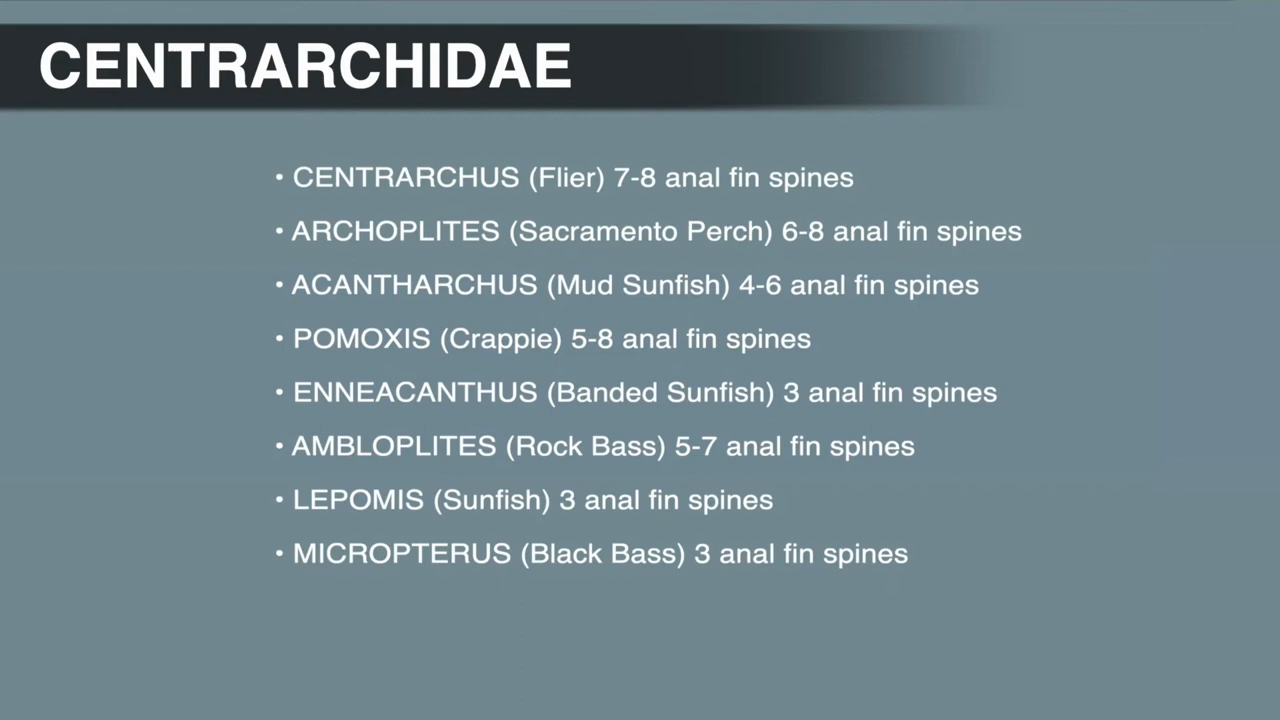 CENTRARCHIDAE
• CENTRARCHUS (Flier) 7-8 anal fin spines
• ARCHOPLITES (Sacramento Perch) 6-8 anal fin spines
• ACANTHARCHUS (Mud Sunfish) 4-6 anal fin spines
• POMOXIS (Crappie) 5-8 anal fin spines
• ENNEACANTHUS (Banded Sunfish) 3 anal fin spines
• AMBLOPLITES (Rock Bass) 5-7 anal fin spines
• LEPOMIS (Sunfish) 3 anal fin spines
• MICROPTERUS (Black Bass) 3 anal fin spines